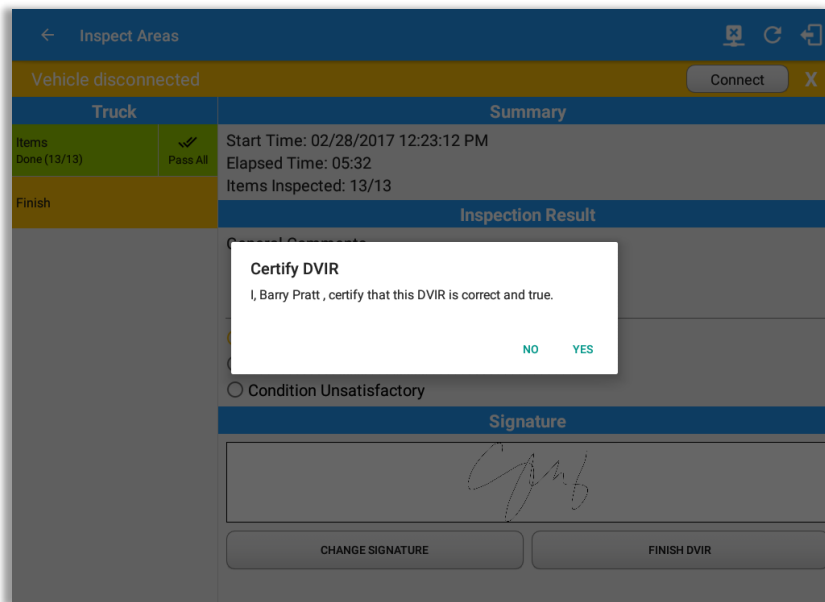 Inspect Areas
Vehicle disconnected
Connect
X
Truck
Summary
Items
Done (13/13)
Pass All
Start Time: 02/28/2017 12:23:12 PM
Elapsed Time: 05:32
Items Inspected: 13/13
Finish
Inspection Result
General Comments
Certify DVIR
I, Barry Pratt , certify that this DVIR is correct and true.
NO
YES
Condition Unsatisfactory
Signature
CHANGE SIGNATURE
FINISH DVIR